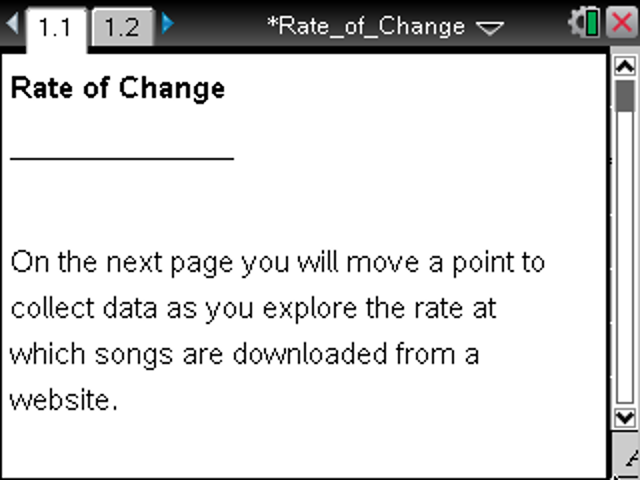 1.1 1.2 *Rate_of_Change
Rate of Change
On the next page you will move a point to
collect data as you explore the rate at
which songs are downloaded from a
website.